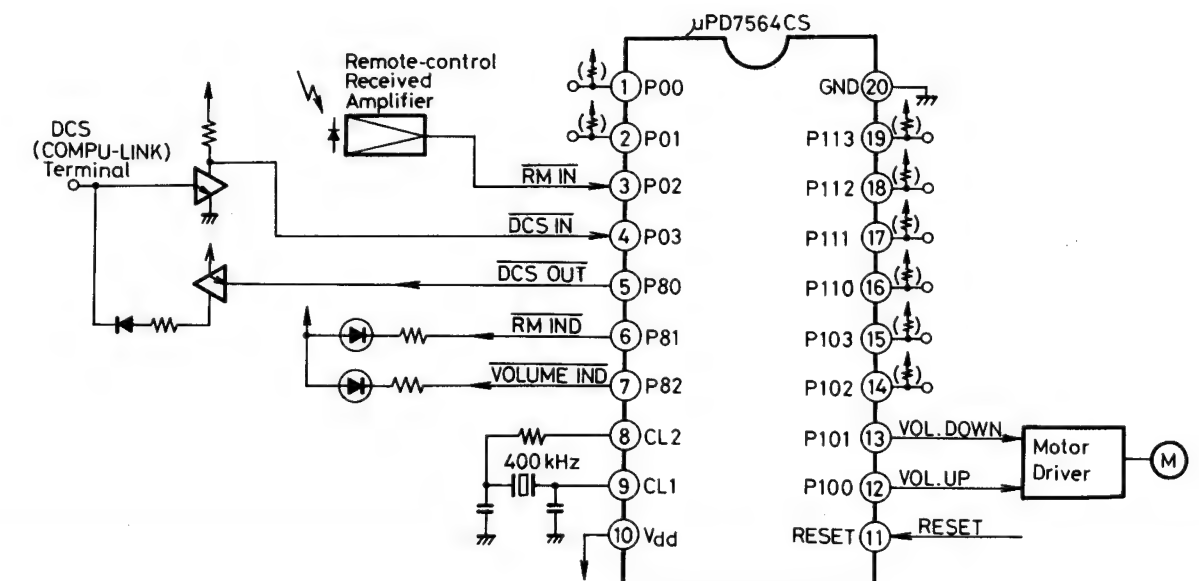 μPD7564CS
Remote-control
Received
Amplifier
DCS
(COMPU-LINK)
Terminal
RM IN
DCS IN
DCS OUT
RM IND
VOLUME IND
400 kHz
1 P00
2 P01
3 P02
4 P03
5 P80
6 P81
7 P82
8 CL2
9 CL1
10 Vdd
GND 20
P113 19
P112 18
P111 17
P110 16
P103 15
P102 14
P101 13
P100 12
RESET 11
VOL.DOWN
VOL.UP
RESET
Motor
Driver
M